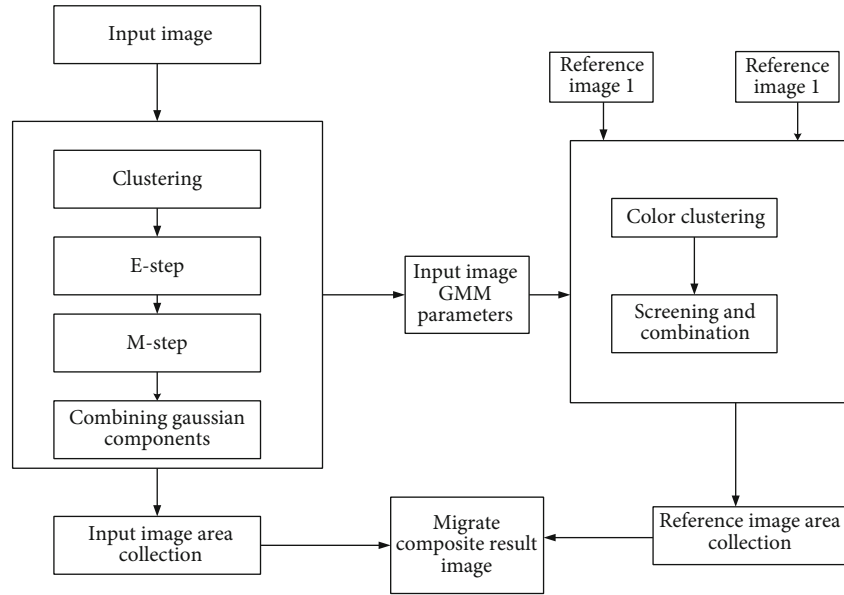 Input image
Clustering
E-step
M-step
Combining gaussian
components
Input image area
collection
Input image
GMM
parameters
Migrate
composite result
image
Reference
image 1
Reference
image 1
Color clustering
Screening and
combination
Reference image area
collection